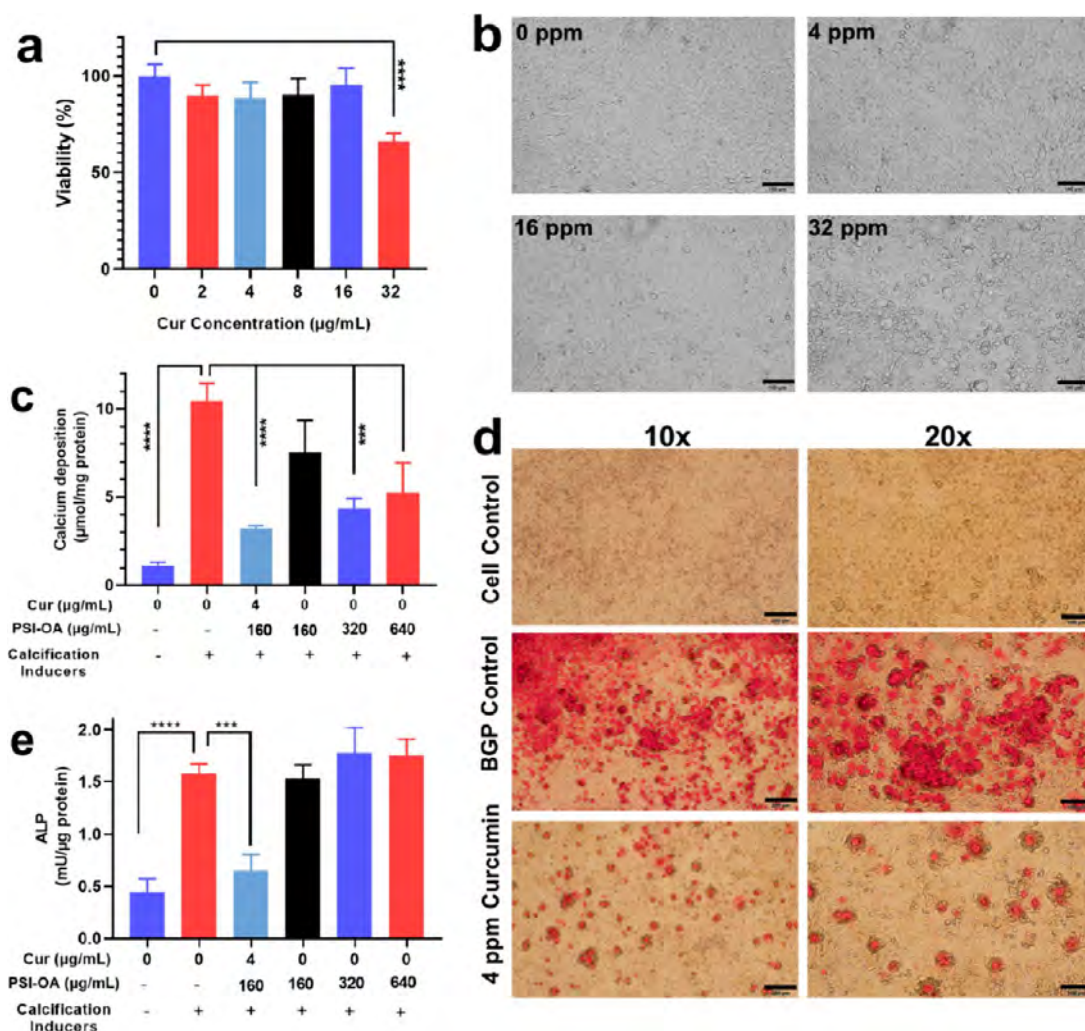 a
****
100
50
0
Viability (%)
0 2 4 8 16 32
Cur Concentration (µg/mL)
b
0 ppm
4 ppm
16 ppm
32 ppm
c
****
****
***
10
5
0
Calcium deposition
(µmol/mg protein)
Cur (µg/mL) 0 0 4 0 0 0
PSI-OA (µg/mL) - - 160 160 320 640
Calcification
Inducers - + + + + +
d
10x 20x
Cell Control
BGP Control
4 ppm Curcumin
e
****
***
2.0
1.5
1.0
0.5
0.0
ALP
(mU/µg protein)
Cur (µg/mL) 0 0 4 0 0 0
PSI-OA (µg/mL) - - 160 160 320 640
Calcification
Inducers - + + + + +